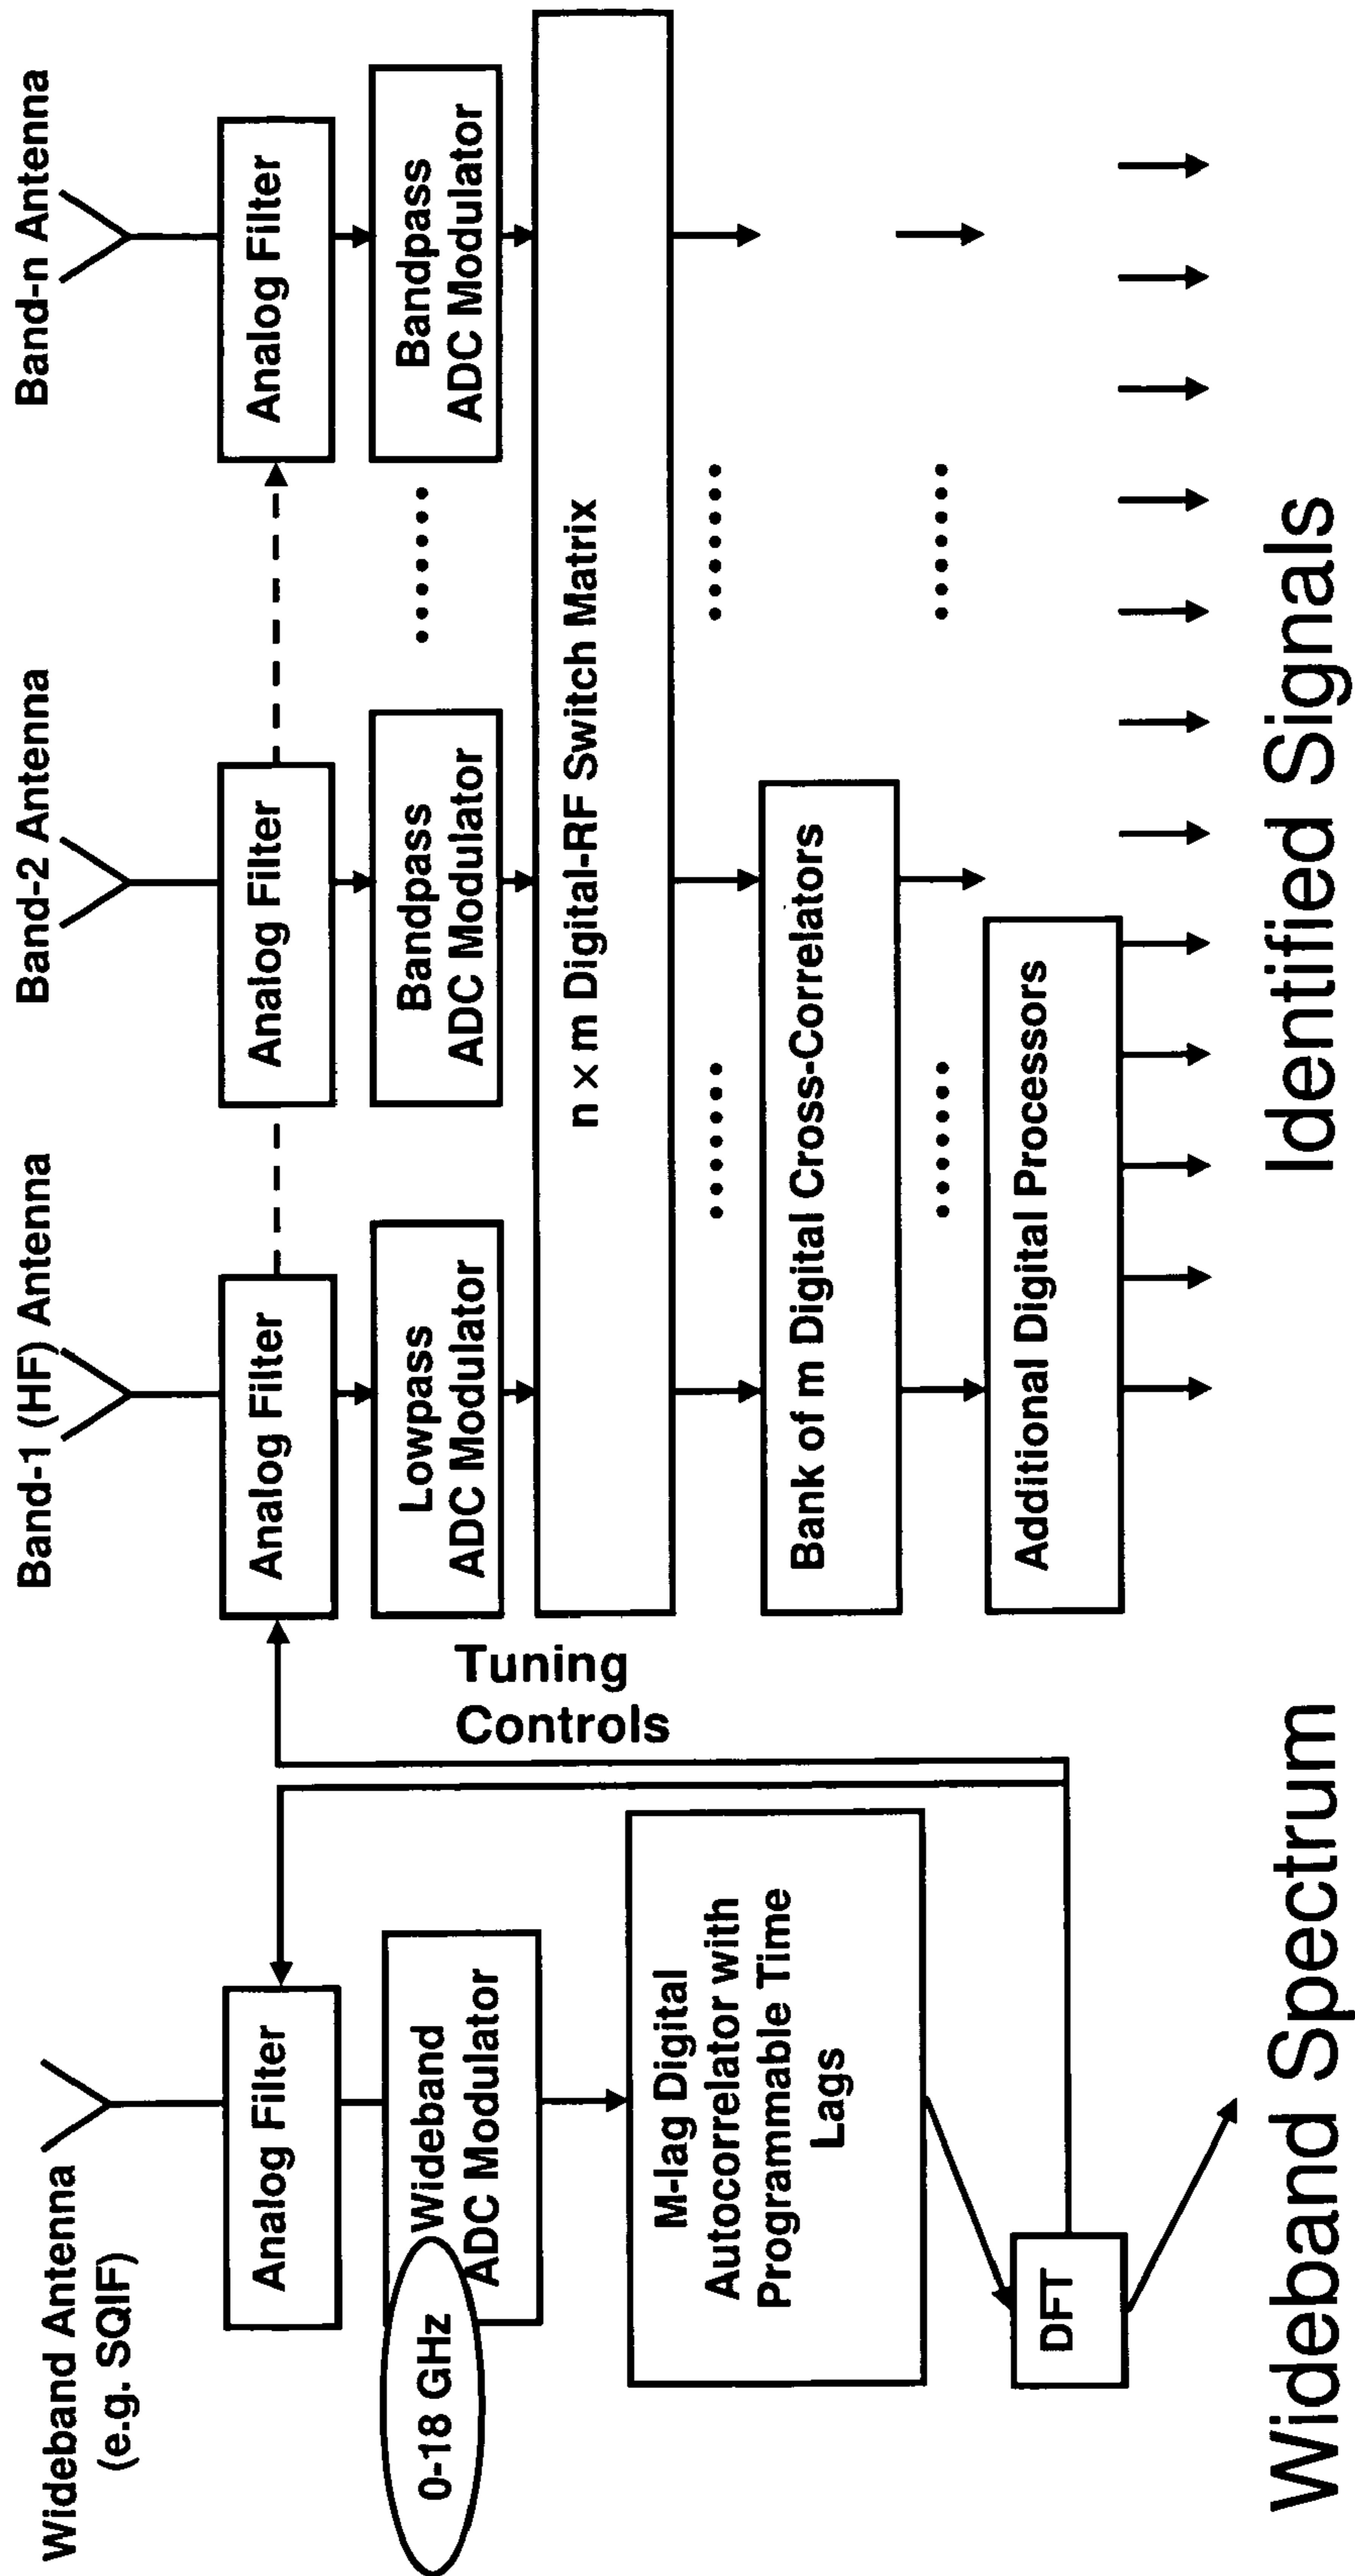 Wideband Antenna
(e.g. SQIF)
Analog Filter
Wideband
ADC Modulator
0-18 GHz
M-lag Digital
Autocorrelator with
Programmable Time
Lags
DFT
Wideband Spectrum
Tuning
Controls
Band-1 (HF) Antenna
Band-2 Antenna
Band-n Antenna
Analog Filter
Analog Filter
Analog Filter
Lowpass
ADC Modulator
Bandpass
ADC Modulator
Bandpass
ADC Modulator
n × m Digital-RF Switch Matrix
Bank of m Digital Cross-Correlators
Additional Digital Processors
Identified Signals